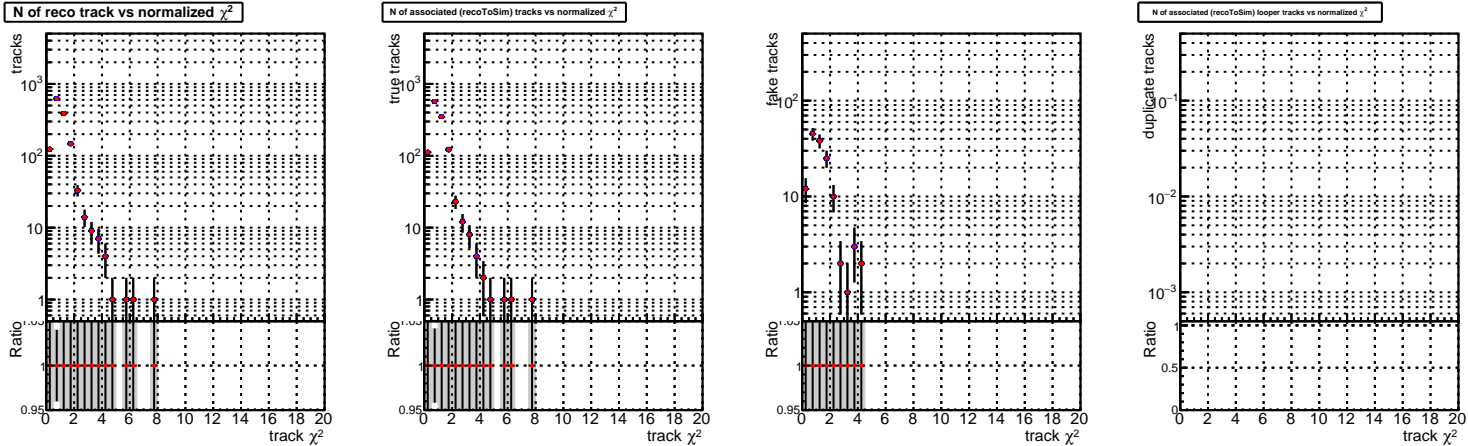 N of reco track vs normalized χ²
tracks
10³
10²
10
1
Ratio
1
0.95
0 2 4 6 8 10 12 14 16 18 20
track χ²
N of associated (recoToSim) tracks vs normalized χ²
true tracks
10³
10²
10
1
Ratio
1
0.95
0 2 4 6 8 10 12 14 16 18 20
track χ²
fake tracks
10²
10
1
Ratio
1
0.95
0 2 4 6 8 10 12 14 16 18 20
track χ²
N of associated (recoToSim) looper tracks vs normalized χ²
duplicate tracks
10⁻¹
10⁻²
10⁻³
Ratio
1
0.5
0
0 2 4 6 8 10 12 14 16 18 20
track χ²